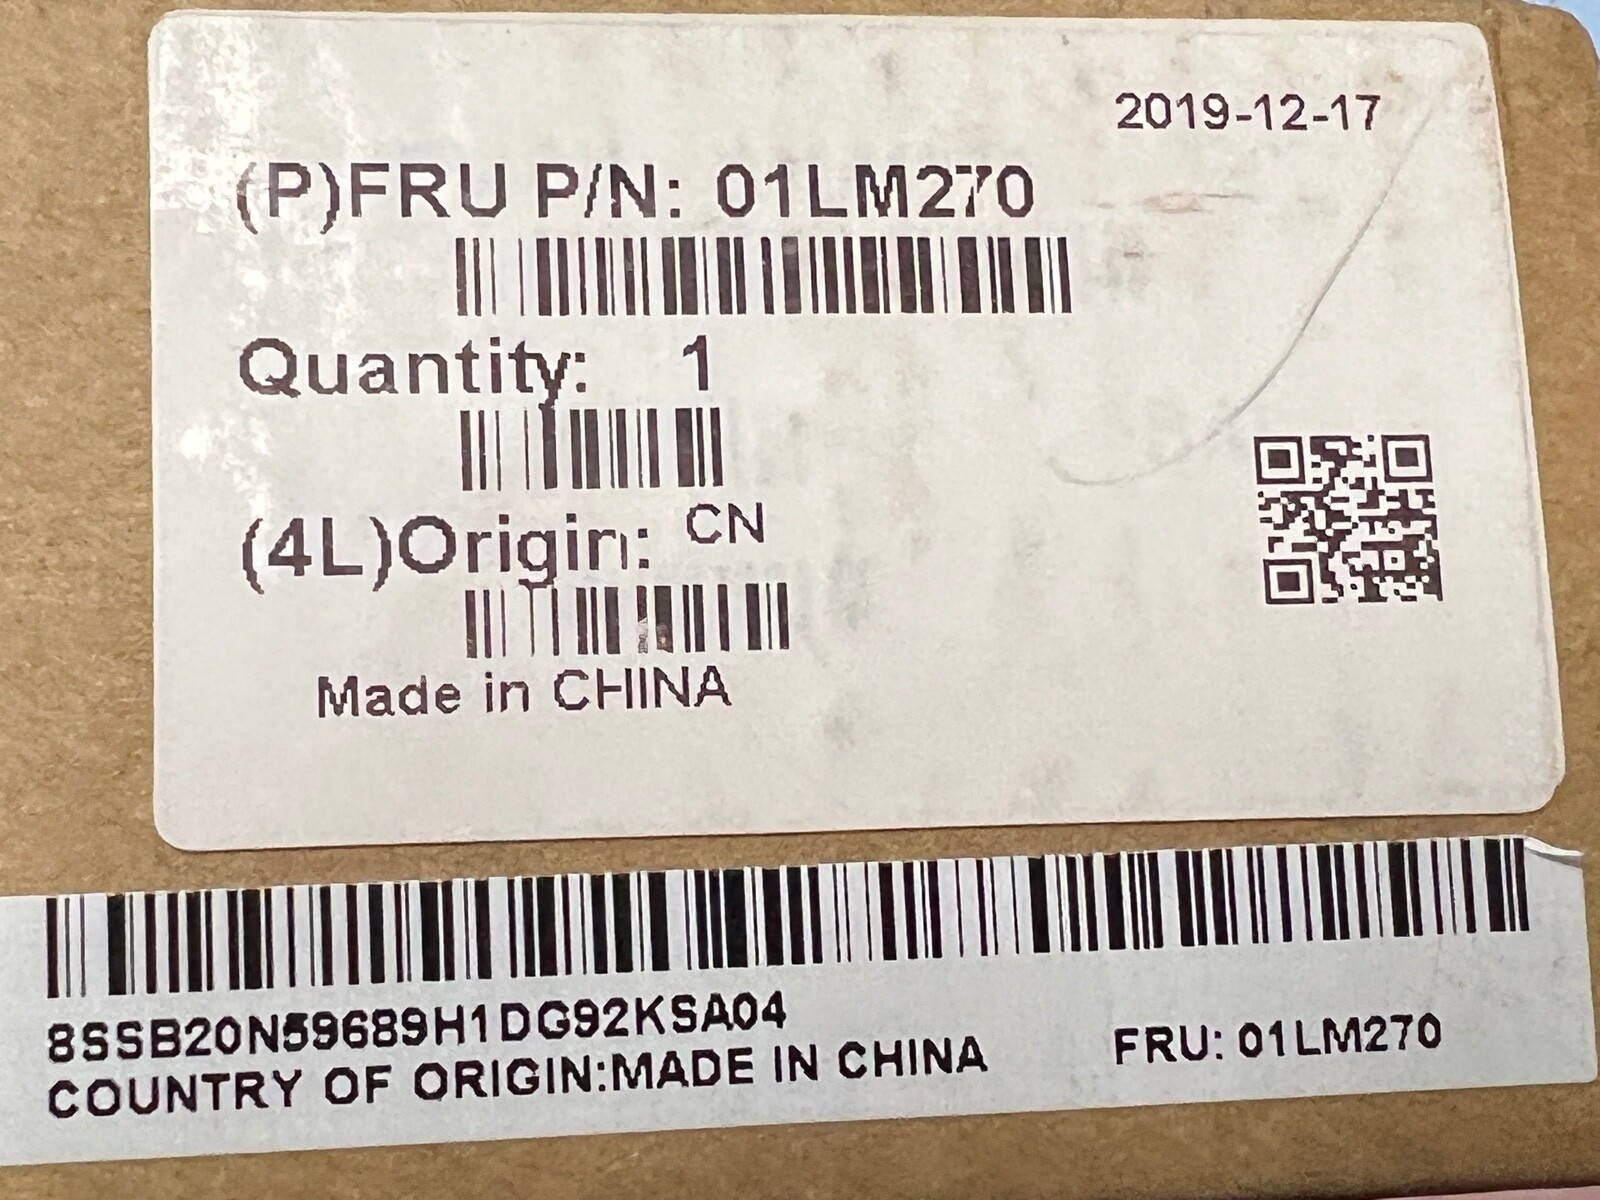 2019-12-17
(P)FRU P/N: 01LM270
Quantity: 1
(4L)Origin: CN
Made in CHINA
8SSB20N59689H1DG92KSA04
COUNTRY OF ORIGIN:MADE IN CHINA
FRU: 01LM270